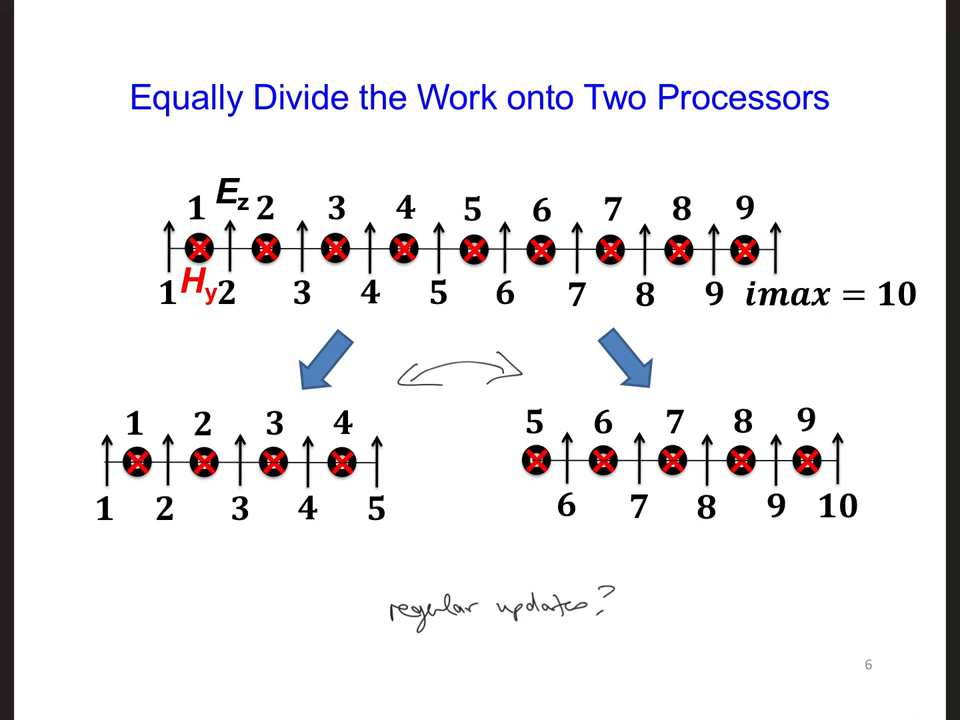 Equally Divide the Work onto Two Processors
1 Ez 2 3 4 5 6 7 8 9
1 Hy 2 3 4 5 6 7 8 9 imax = 10
1 2 3 4
5 6 7 8 9
1 2 3 4 5
6 7 8 9 10
regular updates?
6